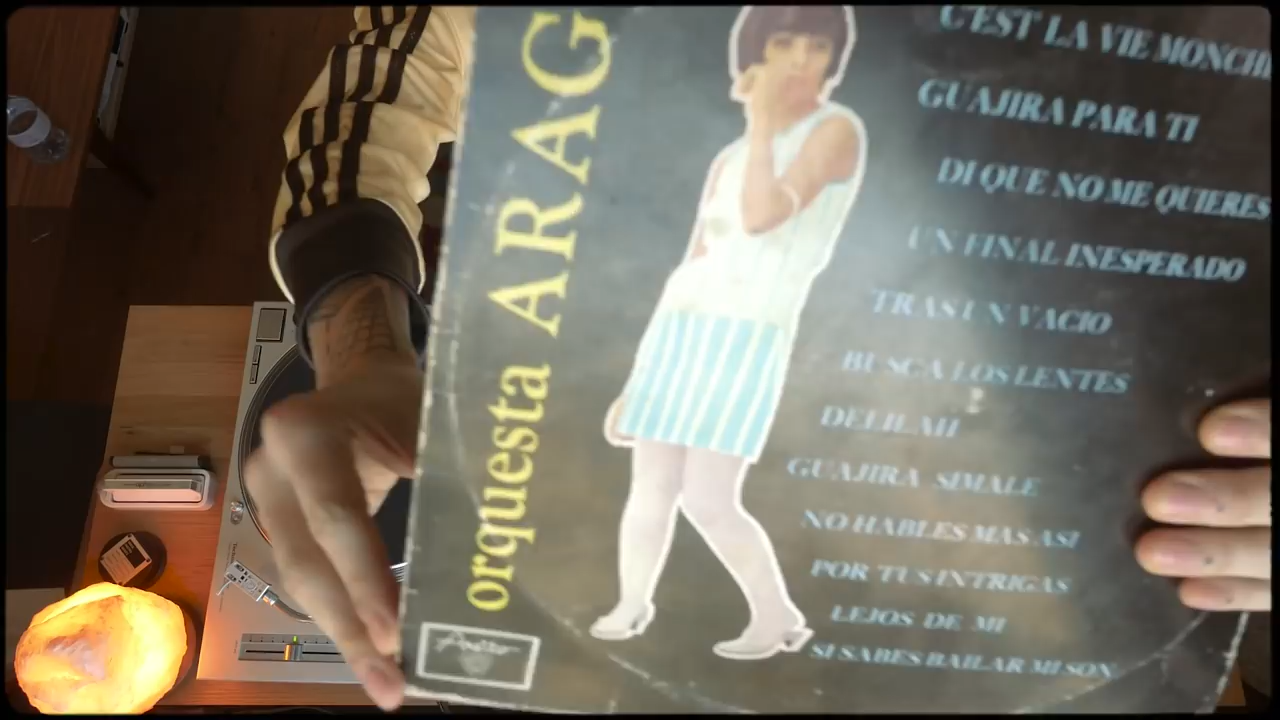 orquesta ARAG
C'EST LA VIE MONCH
GUAJIRA PARA TI
DI QUE NO ME QUIERES
UN FINAL INESPERADO
TRAS UN VACIO
BUSCA LOS LENTES
DELILAH
GUAJIRA SIMALE
NO HABLES MAS ASI
POR TUS INTRIGAS
LEJOS DE MI
SI SABES BAILAR MI SON